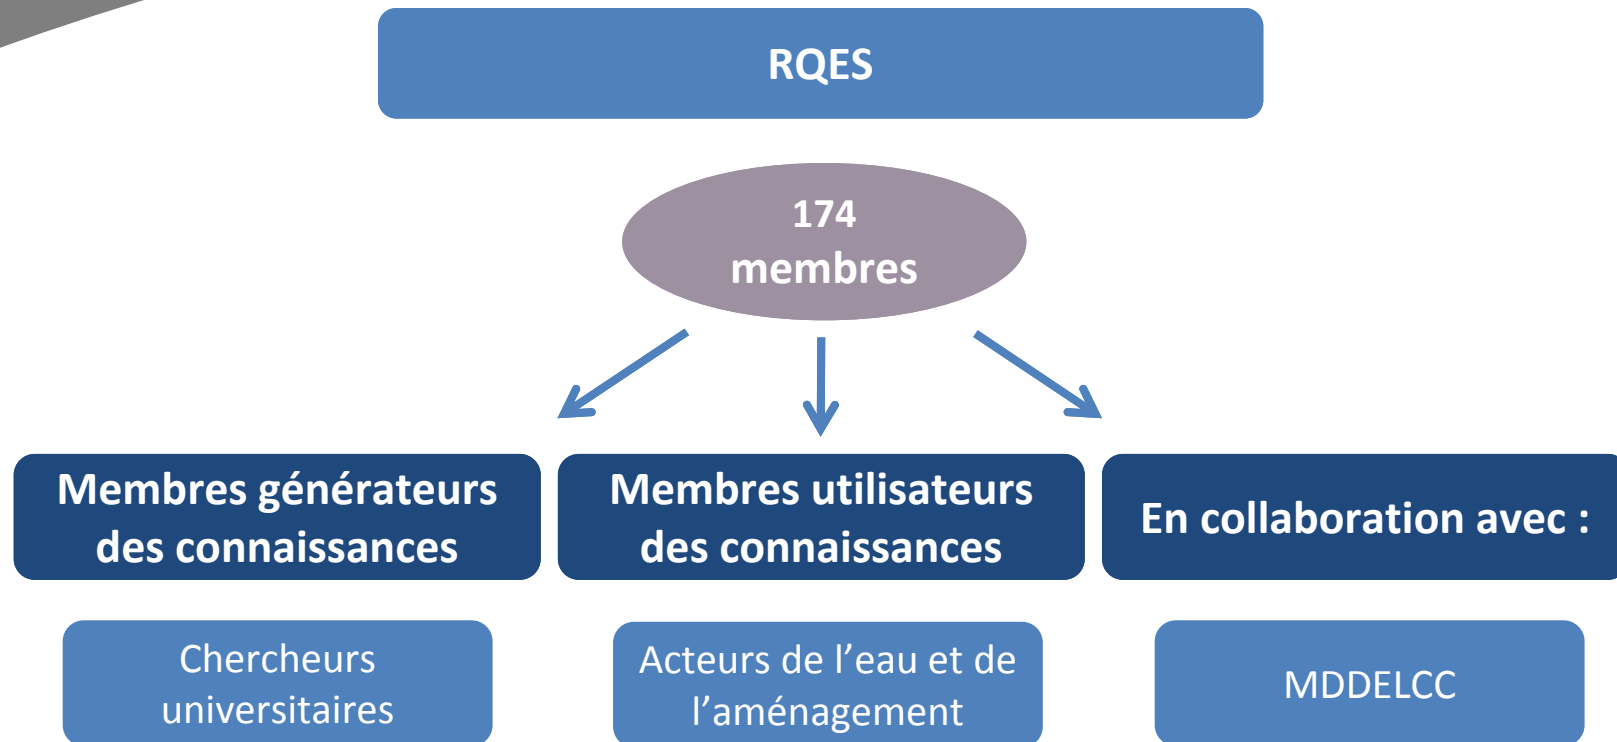 RQES
174
membres
Membres générateurs
des connaissances
Membres utilisateurs
des connaissances
En collaboration avec :
Chercheurs
universitaires
Acteurs de l’eau et de
l’aménagement
MDDELCC